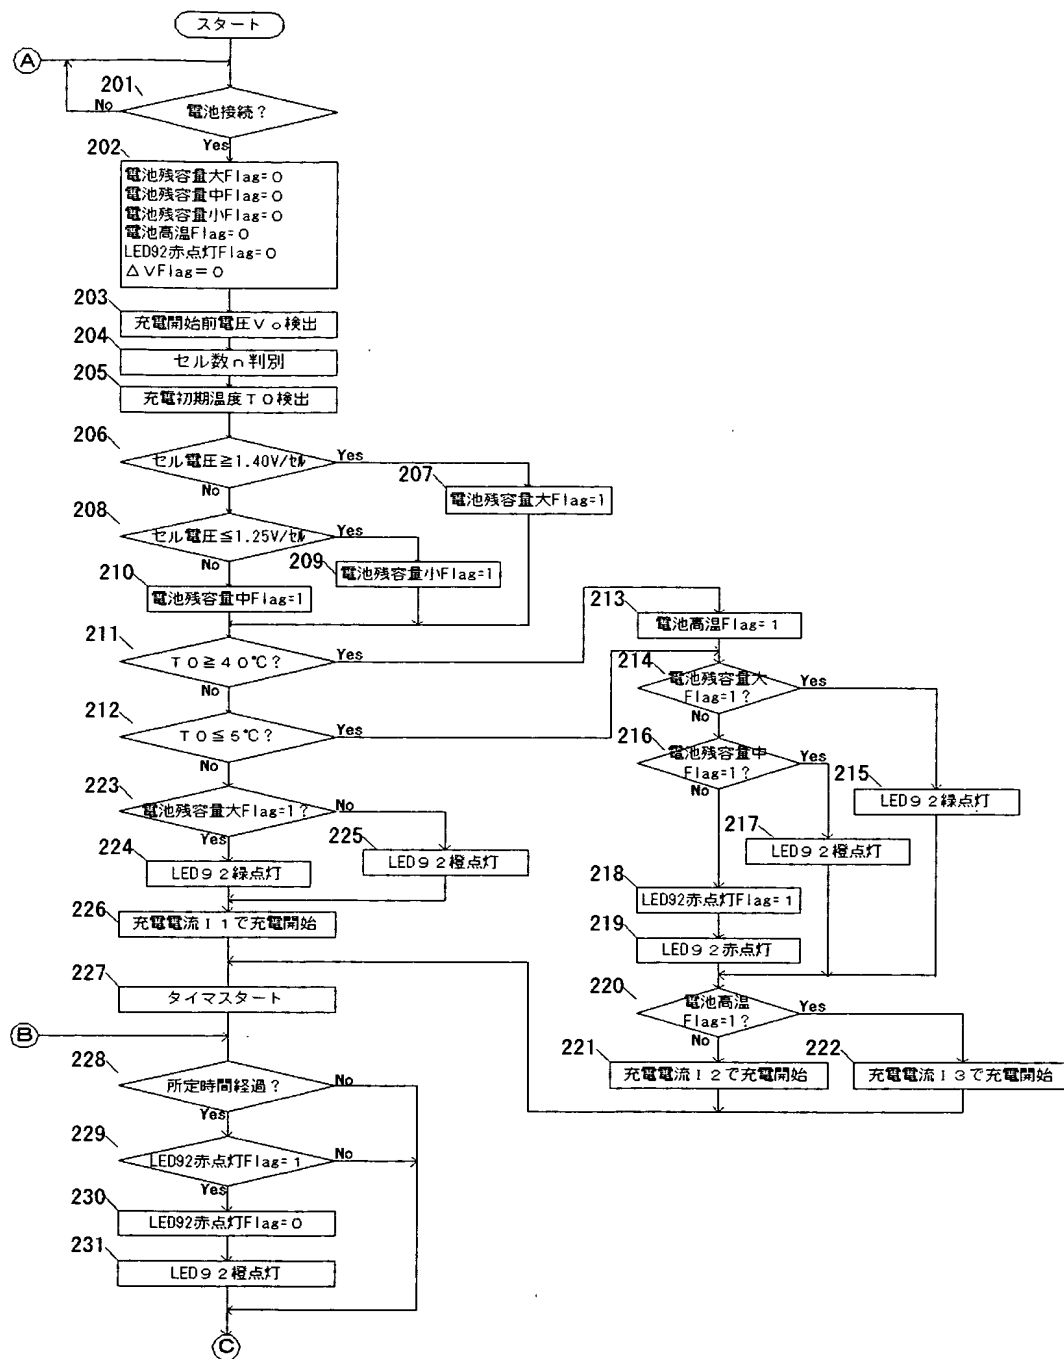 スタート
A
201
電池接続？
No
Yes
202
電池残容量大Flag=0
電池残容量中Flag=0
電池残容量小Flag=0
電池高温Flag=0
LED92赤点灯Flag=0
△VFlag=0
203
充電開始前電圧Vo検出
204
セル数n判別
205
充電初期温度T0検出
206
セル電圧≧1.40V/セル
Yes
No
207
電池残容量大Flag=1
208
セル電圧≦1.25V/セル
Yes
No
209
電池残容量小Flag=1
210
電池残容量中Flag=1
211
T0≧40℃？
Yes
No
212
T0≦5℃？
Yes
No
213
電池高温Flag=1
214
電池残容量大
Flag=1？
Yes
No
215
LED92緑点灯
216
電池残容量中
Flag=1？
Yes
No
217
LED92橙点灯
218
LED92赤点灯Flag=1
219
LED92赤点灯
220
電池高温
Flag=1？
Yes
No
221
充電電流I2で充電開始
222
充電電流I3で充電開始
223
電池残容量大Flag=1？
No
Yes
224
LED92緑点灯
225
LED92橙点灯
226
充電電流I1で充電開始
227
タイマスタート
B
228
所定時間経過？
No
Yes
229
LED92赤点灯Flag=1
No
Yes
230
LED92赤点灯Flag=0
231
LED92橙点灯
C